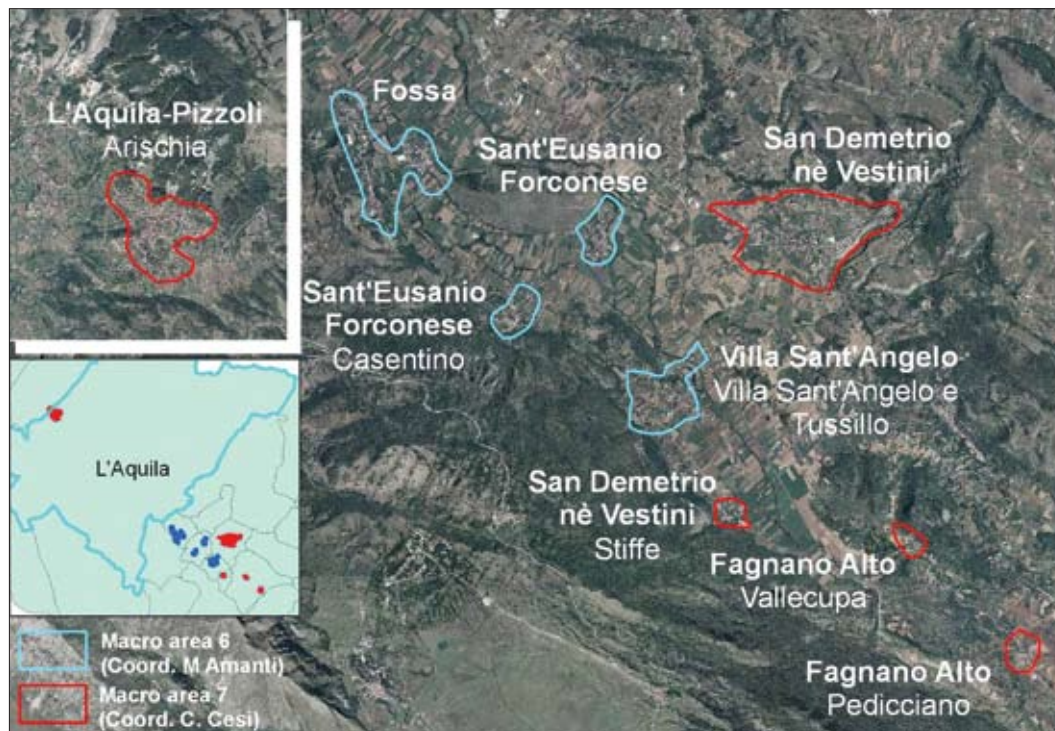 L'Aquila-Pizzoli
Arischia
Fossa
Sant'Eusanio
Forconese
San Demetrio
nè Vestini
Sant'Eusanio
Forconese
Casentino
Villa Sant'Angelo
Villa Sant'Angelo e
Tussillo
San Demetrio
nè Vestini
Stiffe
Fagnano Alto
Vallecupa
Fagnano Alto
Pedicciano
L'Aquila
Macro area 6
(Coord. M Amanti)
Macro area 7
(Coord. C. Cesi)